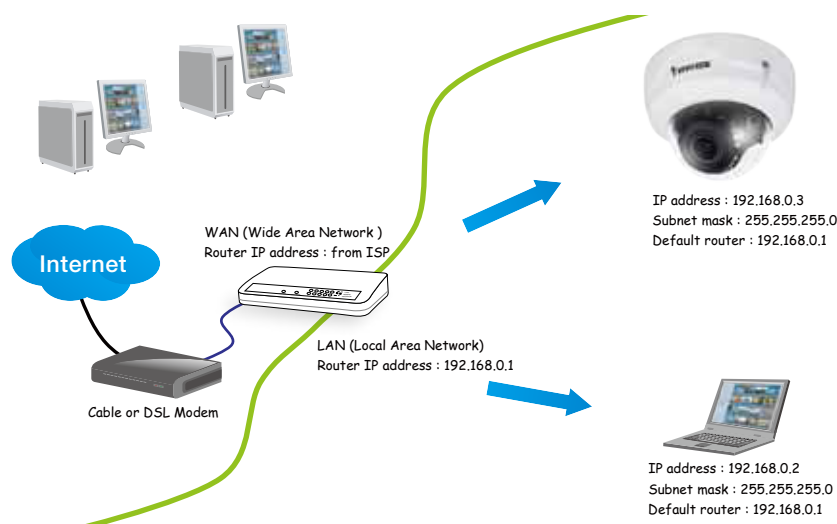 IP address : 192.168.0.3
Subnet mask : 255.255.255.0
Default router : 192.168.0.1
WAN (Wide Area Network )
Router IP address : from ISP
Internet
LAN (Local Area Network)
Router IP address : 192.168.0.1
Cable or DSL Modem
IP address : 192.168.0.2
Subnet mask : 255.255.255.0
Default router : 192.168.0.1